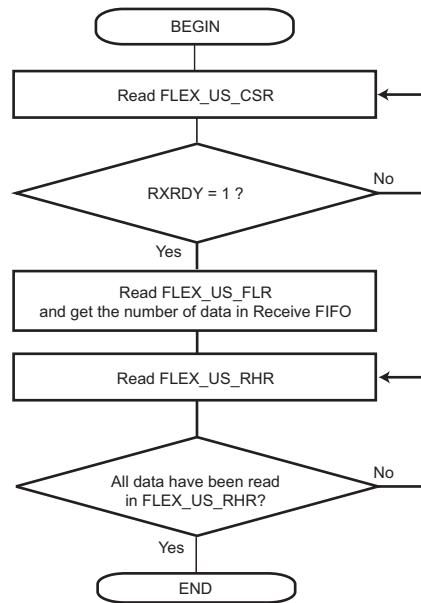 BEGIN
Read FLEX_US_CSR
RXRDY = 1 ?
No
Yes
Read FLEX_US_FLR
and get the number of data in Receive FIFO
Read FLEX_US_RHR
All data have been read
in FLEX_US_RHR?
No
Yes
END